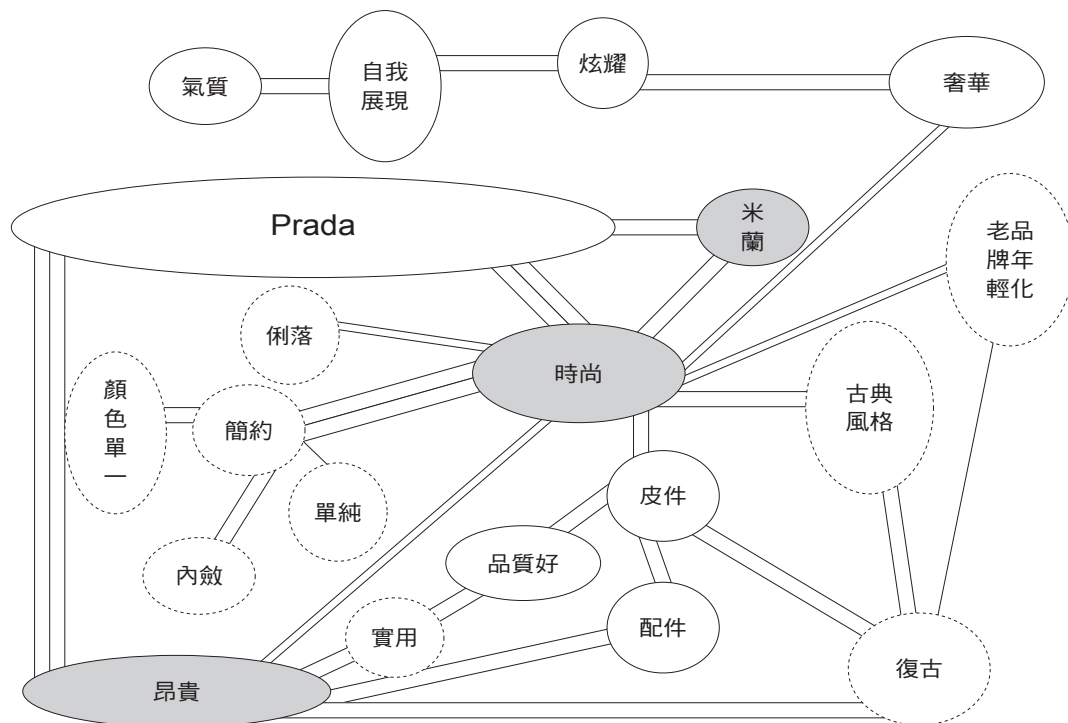 氣質
自我
展現
炫耀
奢華
Prada
米
蘭
老品
牌年
輕化
俐落
時尚
顏
色
單
一
簡約
古典
風格
單純
皮件
內斂
品質好
實用
配件
復古
昂貴